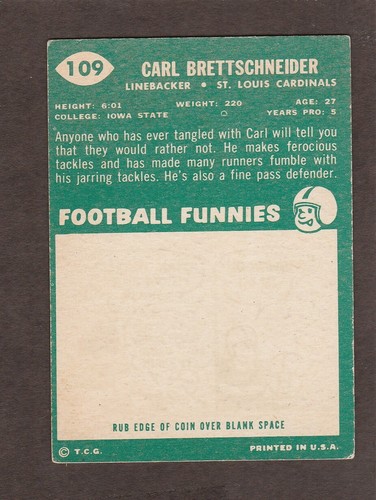 109
CARL BRETTSCHNEIDER
LINEBACKER • ST. LOUIS CARDINALS
HEIGHT: 6:01 WEIGHT: 220 AGE: 27
COLLEGE: IOWA STATE YEARS PRO: 5
Anyone who has ever tangled with Carl will tell you
that they would rather not. He makes ferocious
tackles and has made many runners fumble with
his jarring tackles. He's also a fine pass defender.
FOOTBALL FUNNIES
RUB EDGE OF COIN OVER BLANK SPACE
© T.C.G. PRINTED IN U.S.A.